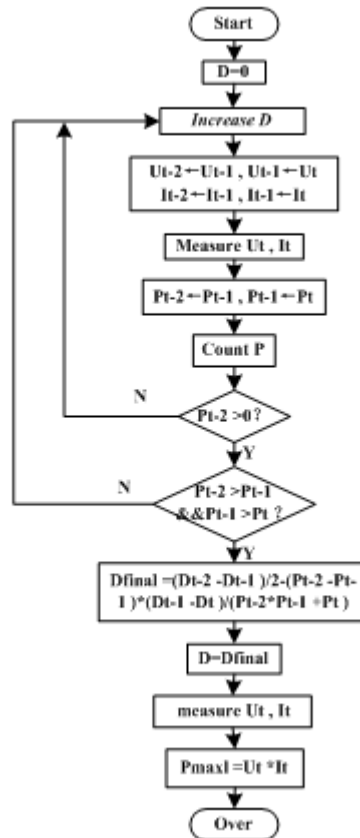 Start
D=0
Increase D
Ut-2←Ut-1 , Ut-1←Ut
It-2←It-1 , It-1←It
Measure Ut , It
Pt-2←Pt-1 , Pt-1←Pt
Count P
N
Pt-2 >0?
Y
N
Pt-2 >Pt-1
&&Pt-1 >Pt ?
Y
Dfinal =(Dt-2 -Dt-1 )/2-(Pt-2 -Pt-
1 )*(Dt-1 -Dt )/(Pt-2*Pt-1 +Pt )
D=Dfinal
measure Ut , It
Pmax1 =Ut *It
Over